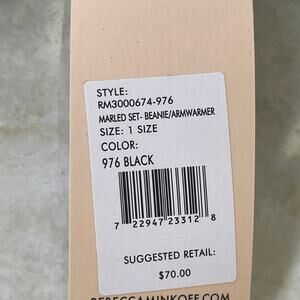 STYLE:
RM3000674-976
MARLED SET- BEANIE/ARMWARMER
SIZE: 1 SIZE
COLOR:
976 BLACK
7 22947 23312 8
SUGGESTED RETAIL:
$70.00
REBECCAMINKOFF.COM